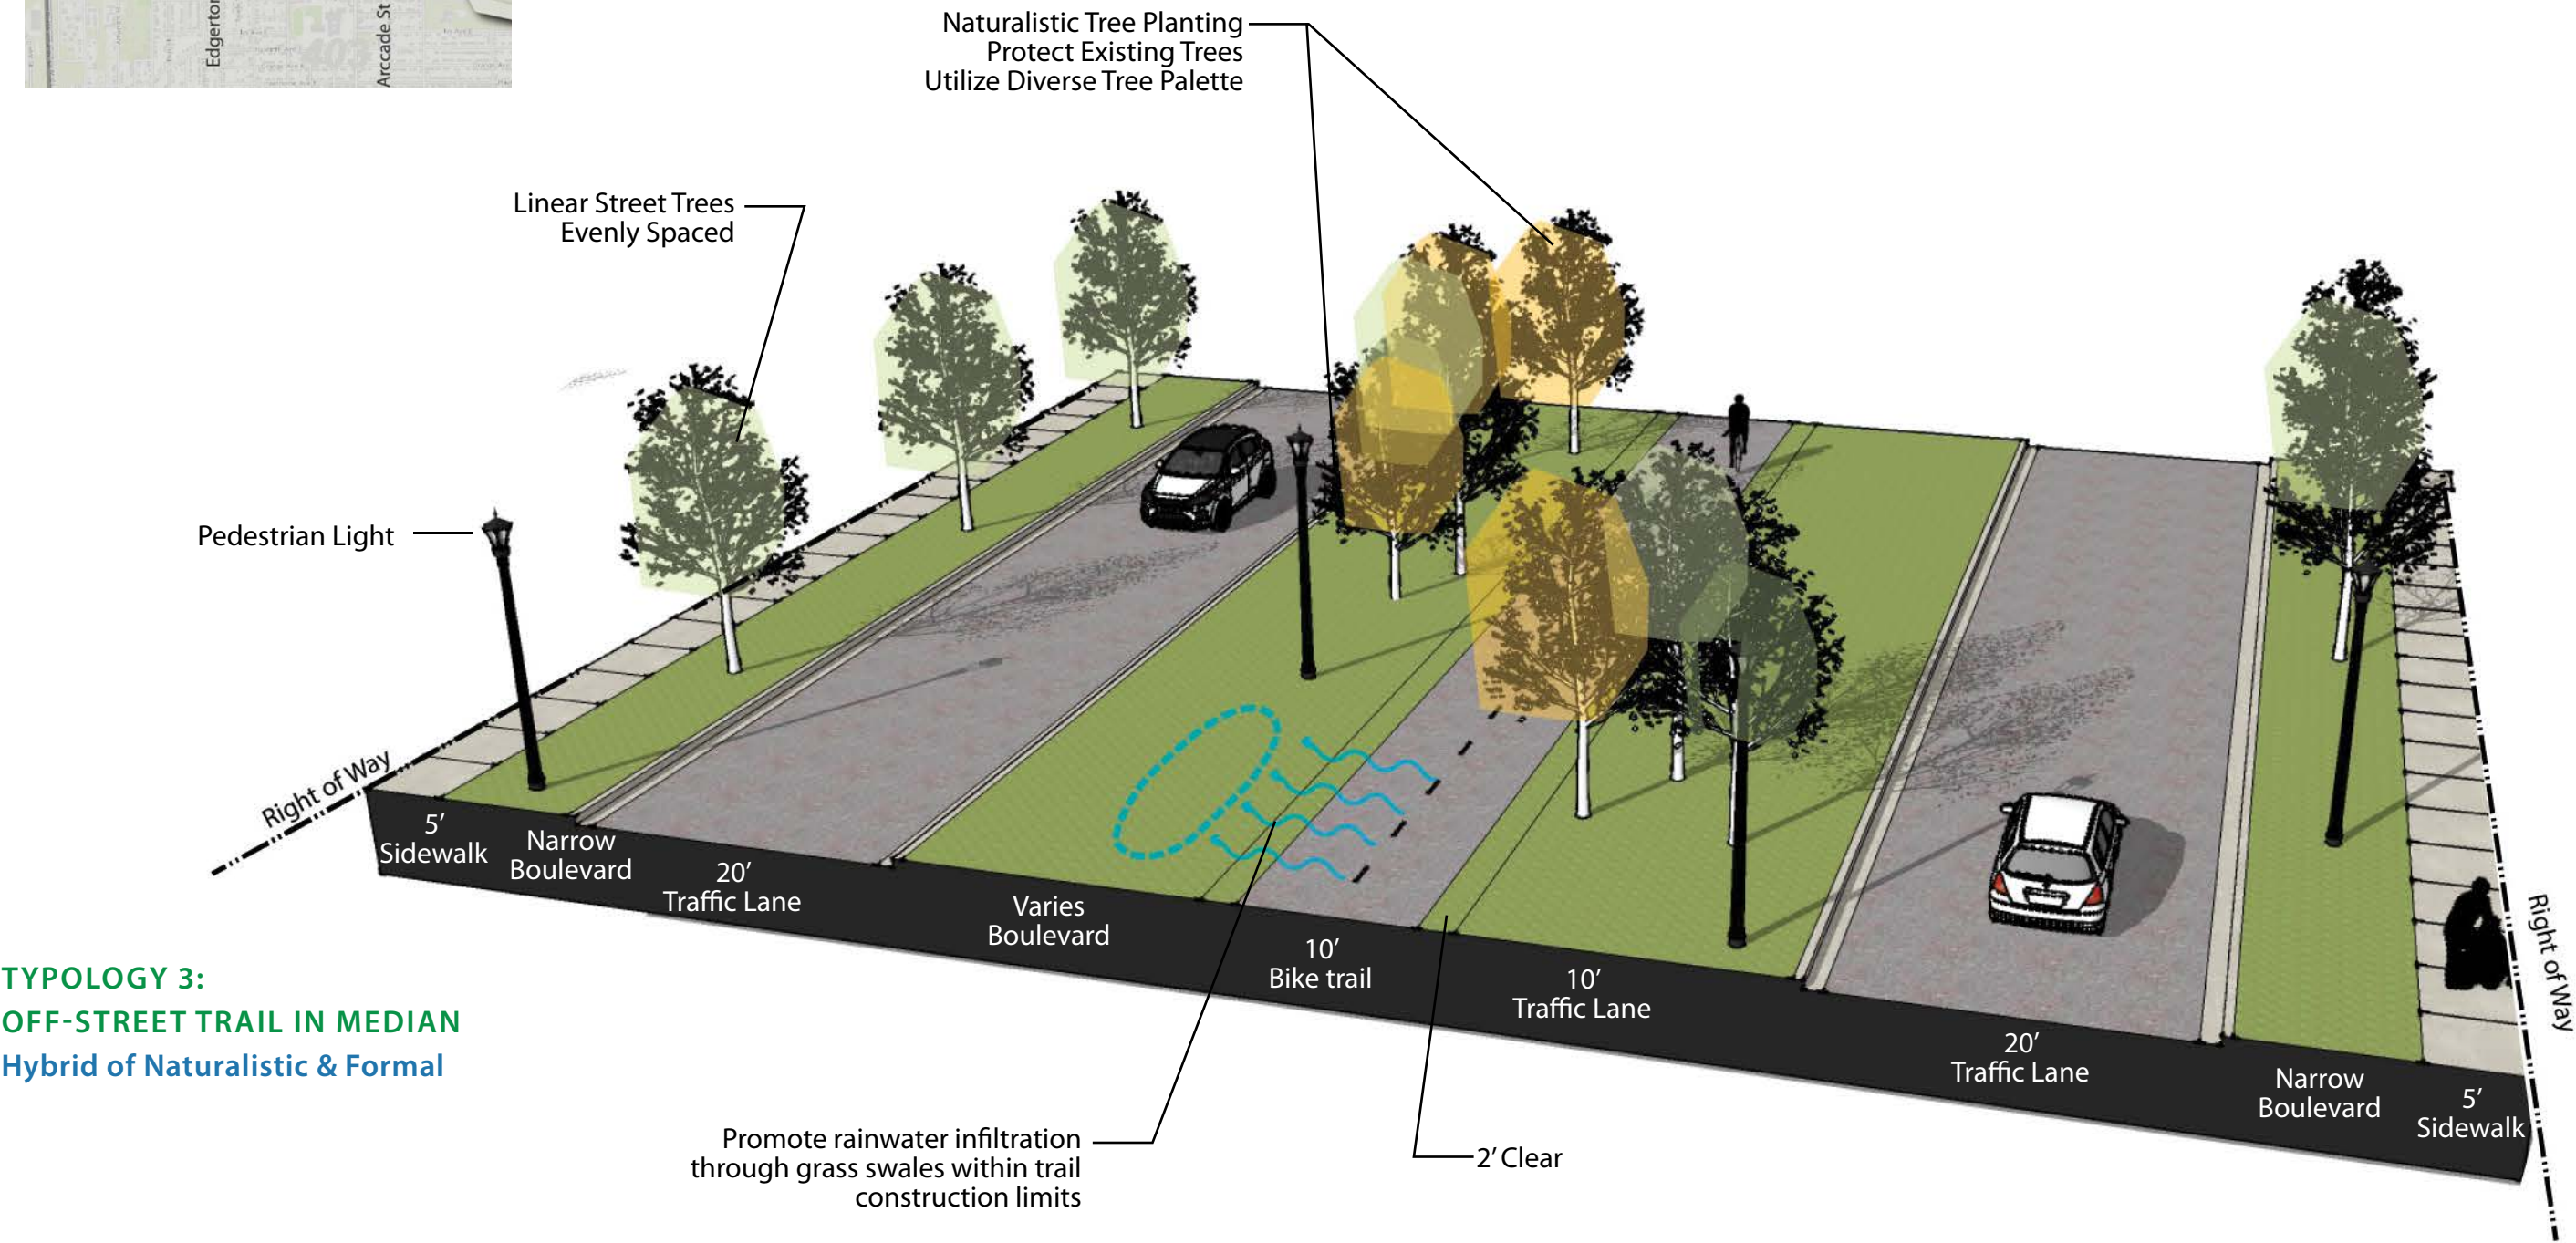 Edgerton
403
Arccade St
Naturalistic Tree Planting
Protect Existing Trees
Utilize Diverse Tree Palette
Linear Street Trees
Evenly Spaced
Pedestrian Light
Right of Way
5’
Sidewalk
Narrow
Boulevard
20’
Traffic Lane
Varies
Boulevard
10’
Bike trail
10’
Traffic Lane
20’
Traffic Lane
Narrow
Boulevard
5’
Sidewalk
Right of Way
TYPOLOGY 3:
OFF-STREET TRAIL IN MEDIAN
Hybrid of Naturalistic & Formal
Promote rainwater infiltration
through grass swales within trail
construction limits
2’ Clear